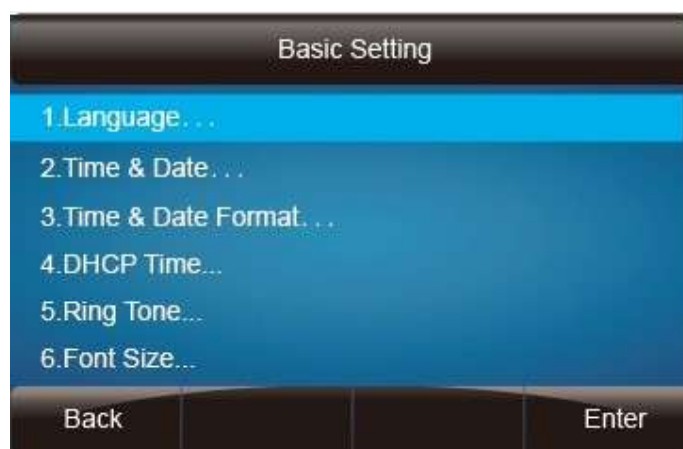 Basic Setting
1.Language...
2.Time & Date...
3.Time & Date Format...
4.DHCP Time...
5.Ring Tone...
6.Font Size...
Back Enter